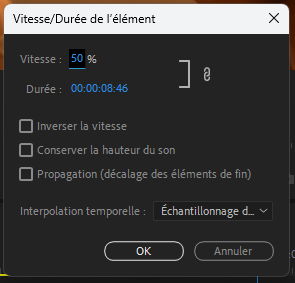 Vitesse/Durée de l'élément
Vitesse : 50 %
Durée : 00:00:08:46
Inverser la vitesse
Conserver la hauteur du son
Propagation (décalage des éléments de fin)
Interpolation temporelle : Échantillonnage d...
OK Annuler